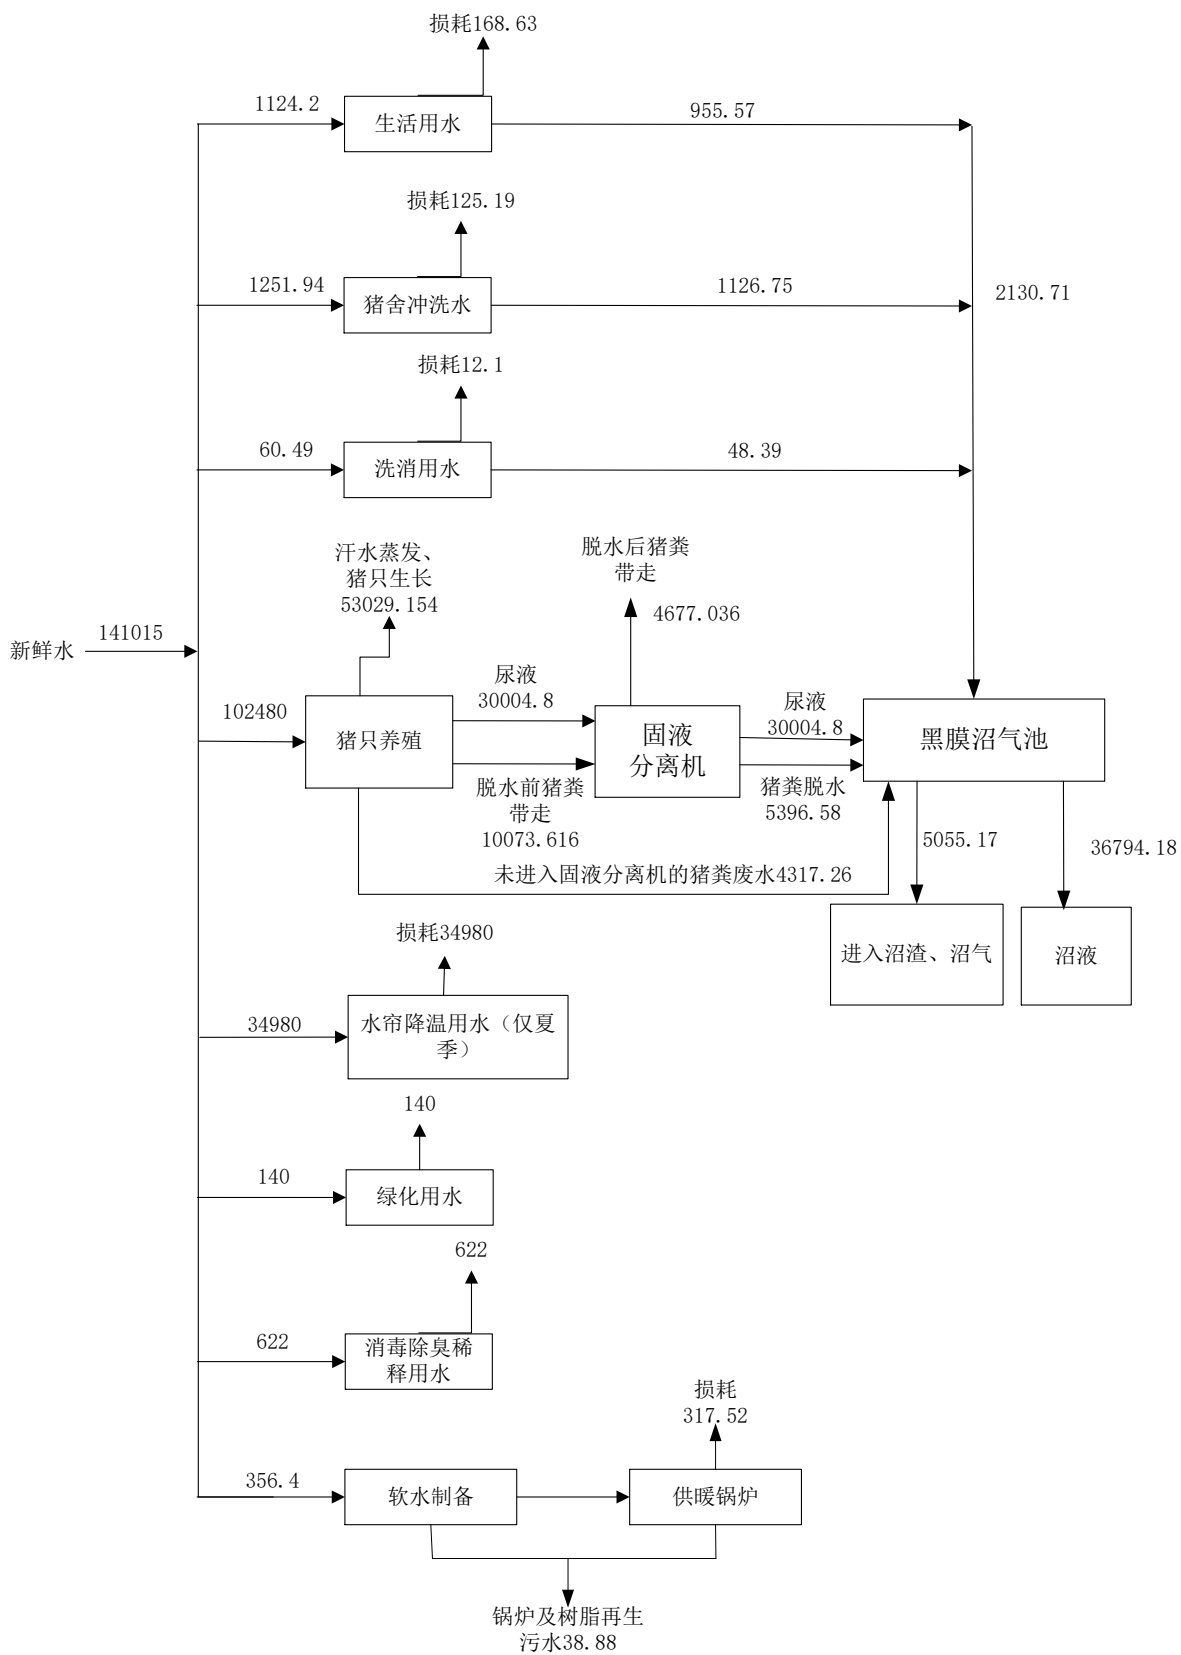 损耗168.63
1124.2
生活用水
955.57
损耗125.19
1251.94
猪舍冲洗水
1126.75
2130.71
损耗12.1
60.49
洗消用水
48.39
汗水蒸发、
猪只生长
53029.154
脱水后猪粪
带走
4677.036
新鲜水
141015
102480
猪只养殖
尿液
30004.8
脱水前猪粪
带走
10073.616
固液
分离机
尿液
30004.8
猪粪脱水
5396.58
黑膜沼气池
未进入固液分离机的猪粪废水4317.26
5055.17
36794.18
进入沼渣、沼气
沼液
损耗34980
34980
水帘降温用水（仅夏
季）
140
140
绿化用水
622
622
消毒除臭稀
释用水
损耗
317.52
356.4
软水制备
供暖锅炉
锅炉及树脂再生
污水38.88